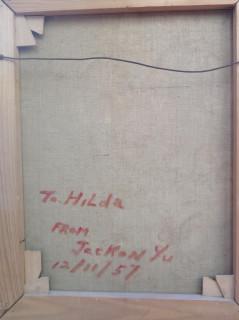 To. HiLda
FROM
JacKoN Yu
12/11/57